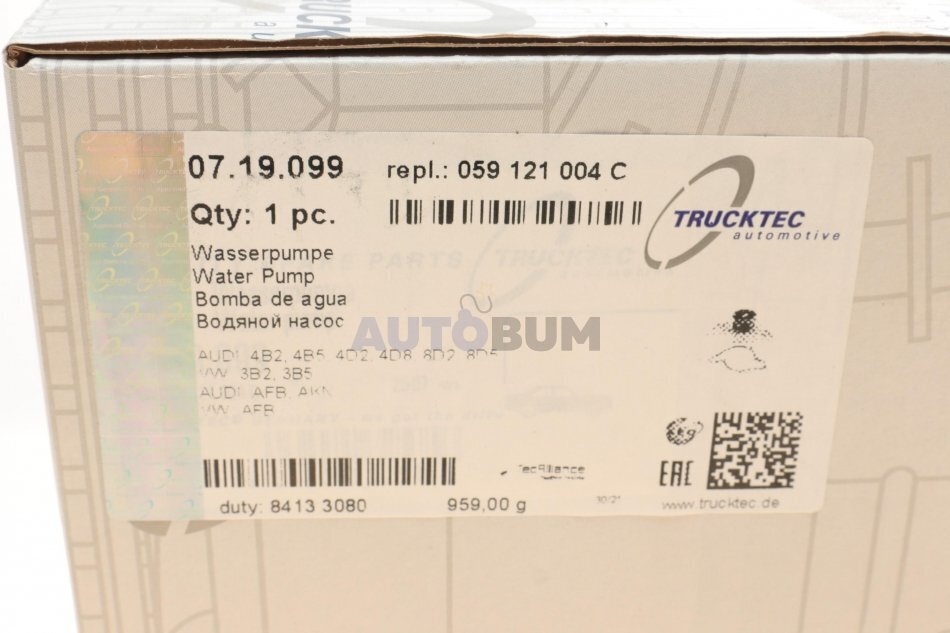 07.19.099 repl.: 059 121 004 C
Qty: 1 pc.
TRUCKTEC
automotive
Wasserpumpe
Water Pump
Bomba de agua
Водяной насос
AUTOBUM
AUDI, 4B2, 4B5, 4D2, 4D8, 8D2, 8D5
VW, 3B2, 3B5
AUDI, AFB, AKN
VW, AFB
TecAlliance
EAC
duty: 8413 3080 959,00 g 30/21 www.trucktec.de